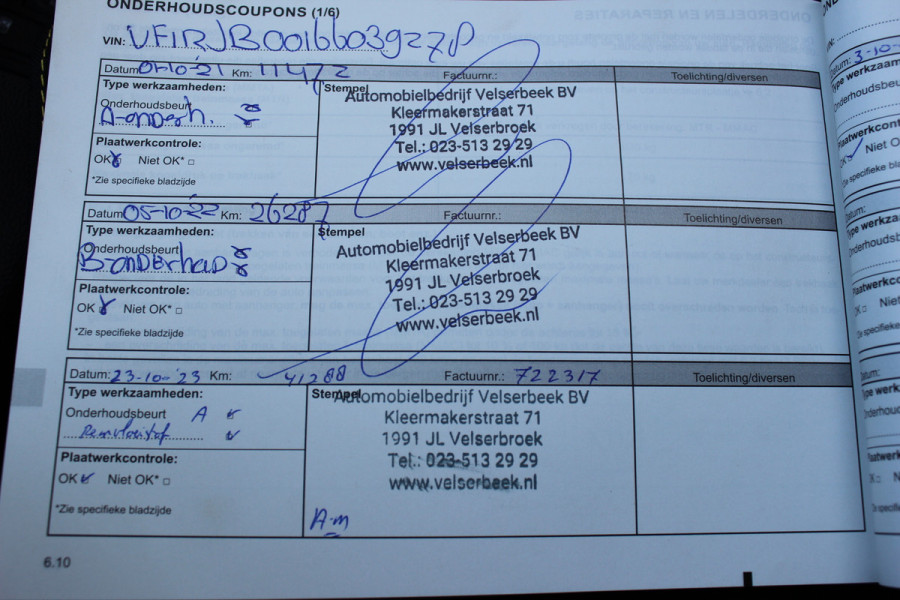 ONDERHOUDSCOUPONS (1/6)
VIN: VF1RJB00166039278
Datum 01-10-'21 Km: 11472 Factuurnr.: Toelichting/diversen
Type werkzaamheden: Stempel
Onderhoudsbeurt
A-onderh.
Automobielbedrijf Velserbeek BV
Kleermakerstraat 71
1991 JL Velserbroek
Tel.: 023-513 29 29
www.velserbeek.nl
Plaatwerkcontrole:
OK Niet OK*
*Zie specifieke bladzijde
Datum 05-10-'22 Km: 26287 Factuurnr.: Toelichting/diversen
Type werkzaamheden: Stempel
Onderhoudsbeurt
B-onderhoud
Automobielbedrijf Velserbeek BV
Kleermakerstraat 71
1991 JL Velserbroek
Tel.: 023-513 29 29
www.velserbeek.nl
Plaatwerkcontrole:
OK Niet OK*
*Zie specifieke bladzijde
Datum: 23-10-'23 Km: 41288 Factuurnr.: 722317 Toelichting/diversen
Type werkzaamheden: Stempel
Onderhoudsbeurt A
Remvloeistof
Automobielbedrijf Velserbeek BV
Kleermakerstraat 71
1991 JL Velserbroek
Tel.: 023-513 29 29
www.velserbeek.nl
Plaatwerkcontrole:
OK Niet OK*
*Zie specifieke bladzijde
A-m
6.10